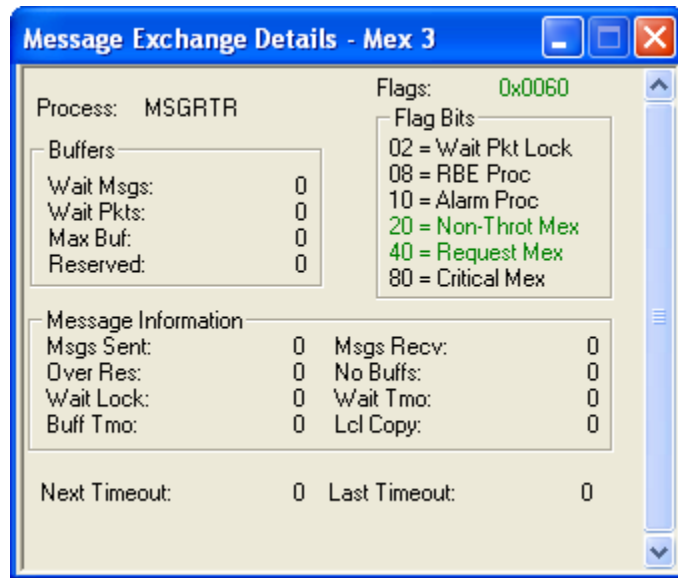 Message Exchange Details - Mex 3
Process: MSGRTR
Flags: 0x0060
Flag Bits
02 = Wait Pkt Lock
08 = RBE Proc
10 = Alarm Proc
20 = Non-Throt Mex
40 = Request Mex
80 = Critical Mex
Buffers
Wait Msgs: 0
Wait Pkts: 0
Max Buf: 0
Reserved: 0
Message Information
Msgs Sent: 0 Msgs Recv: 0
Over Res: 0 No Buffs: 0
Wait Lock: 0 Wait Tmo: 0
Buff Tmo: 0 Lcl Copy: 0
Next Timeout: 0 Last Timeout: 0